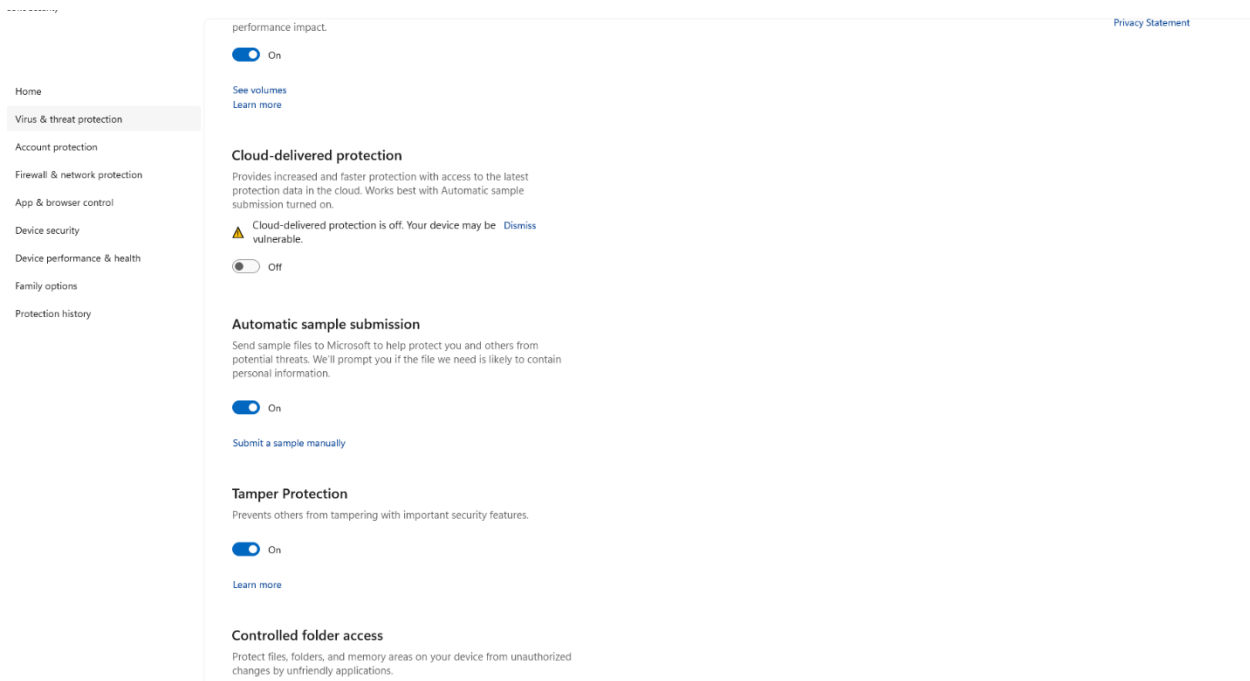 Privacy Statement
performance impact.
On
See volumes
Learn more
Home
Virus & threat protection
Account protection
Firewall & network protection
App & browser control
Device security
Device performance & health
Family options
Protection history
Cloud-delivered protection
Provides increased and faster protection with access to the latest
protection data in the cloud. Works best with Automatic sample
submission turned on.
Cloud-delivered protection is off. Your device may be Dismiss
vulnerable.
Off
Automatic sample submission
Send sample files to Microsoft to help protect you and others from
potential threats. We'll prompt you if the file we need is likely to contain
personal information.
On
Submit a sample manually
Tamper Protection
Prevents others from tampering with important security features.
On
Learn more
Controlled folder access
Protect files, folders, and memory areas on your device from unauthorized
changes by unfriendly applications.